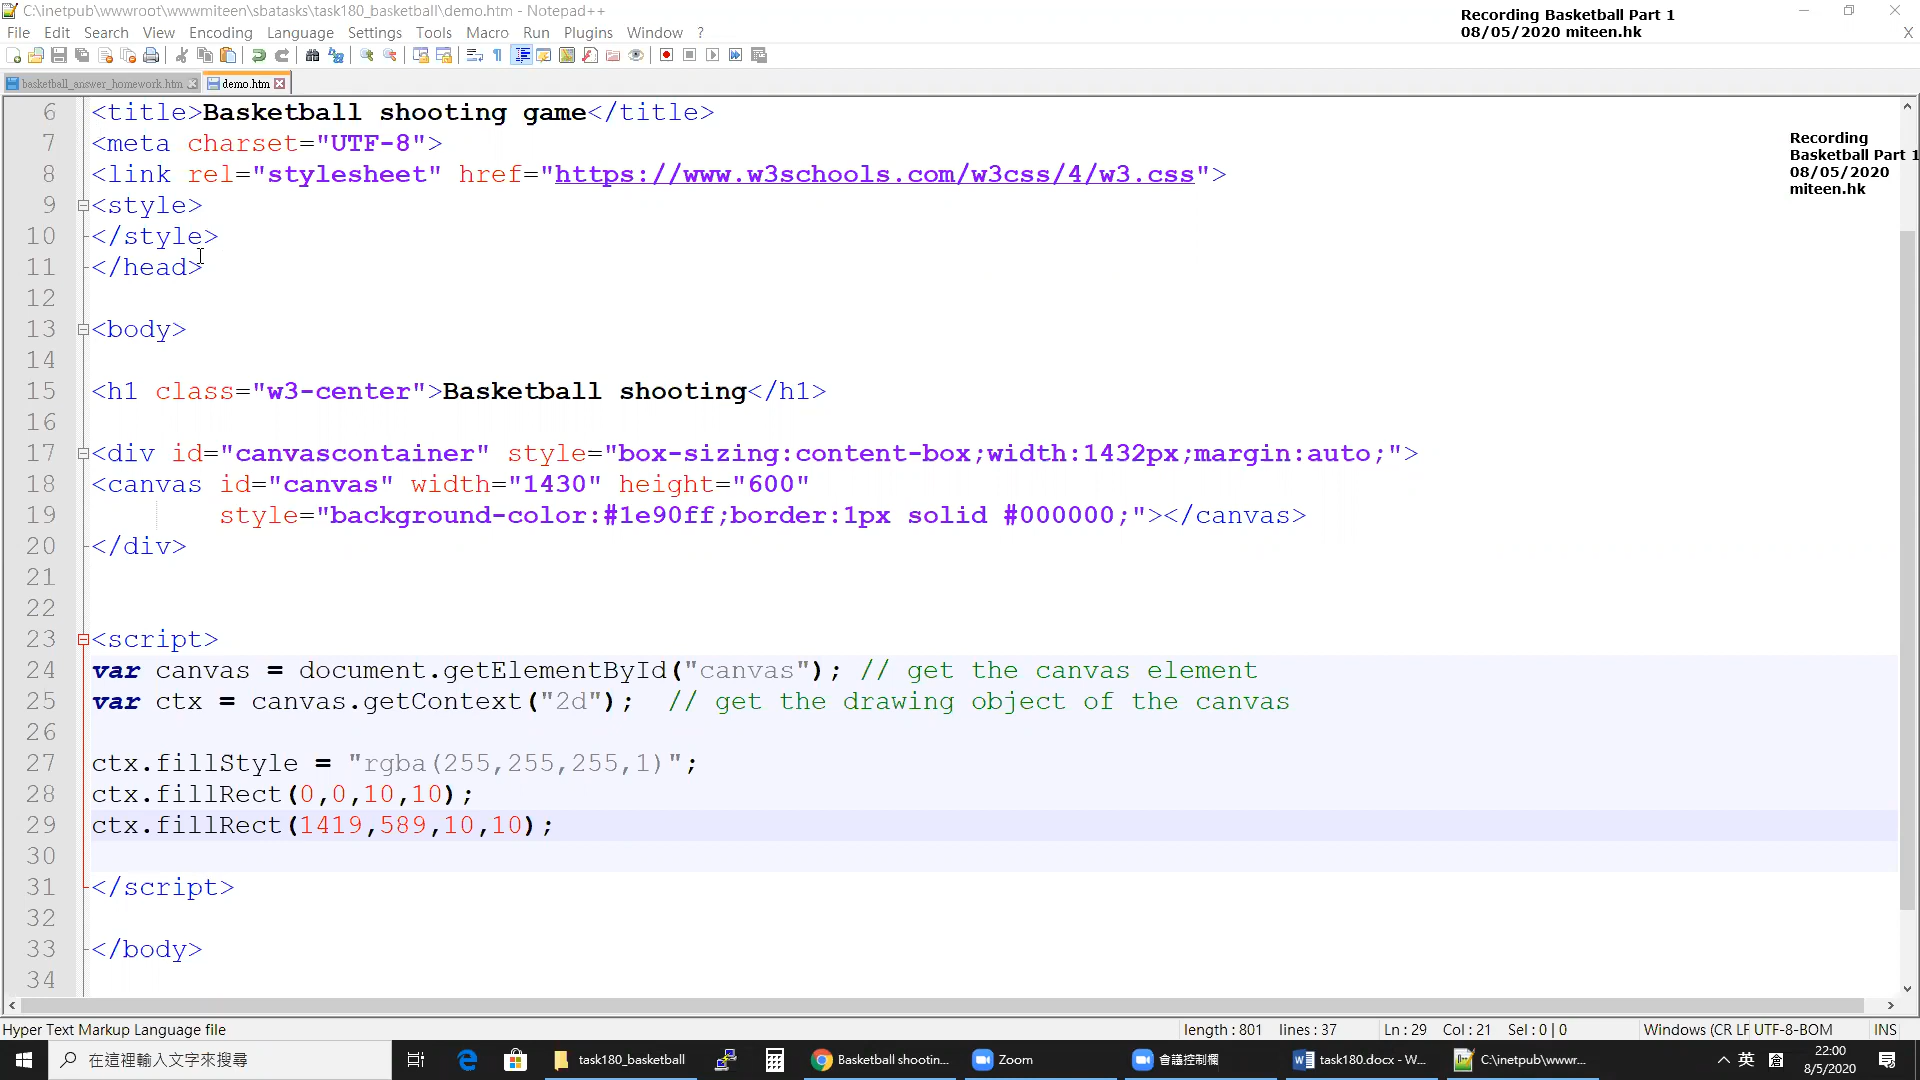 C:\inetpub\wwwroot\wwwmiteen\sbatasks\task180_basketball\demo.htm - Notepad++
Recording Basketball Part 1
08/05/2020 miteen.hk
File Edit Search View Encoding Language Settings Tools Macro Run Plugins Window ? X
basketball_answer_homework.htm demo.htm
Recording
Basketball Part 1
08/05/2020
miteen.hk
6 <title>Basketball shooting game</title>
7 <meta charset="UTF-8">
8 <link rel="stylesheet" href="https://www.w3schools.com/w3css/4/w3.css">
9 <style>
10 </style>
11 </head>
12
13 <body>
14
15 <h1 class="w3-center">Basketball shooting</h1>
16
17 <div id="canvascontainer" style="box-sizing:content-box;width:1432px;margin:auto;">
18 <canvas id="canvas" width="1430" height="600"
19 style="background-color:#1e90ff;border:1px solid #000000;"></canvas>
20 </div>
21
22
23 <script>
24 var canvas = document.getElementById("canvas"); // get the canvas element
25 var ctx = canvas.getContext("2d"); // get the drawing object of the canvas
26
27 ctx.fillStyle = "rgba(255,255,255,1)";
28 ctx.fillRect(0,0,10,10);
29 ctx.fillRect(1419,589,10,10);
30
31 </script>
32
33 </body>
34
Hyper Text Markup Language file length : 801 lines : 37 Ln : 29 Col : 21 Sel : 0 | 0 Windows (CR LF UTF-8-BOM INS
在這裡輸入文字來搜尋 task180_basketball Basketball shootin... Zoom 會議控制欄 task180.docx - W... C:\inetpub\wwwr... 英 倉 22:00
8/5/2020